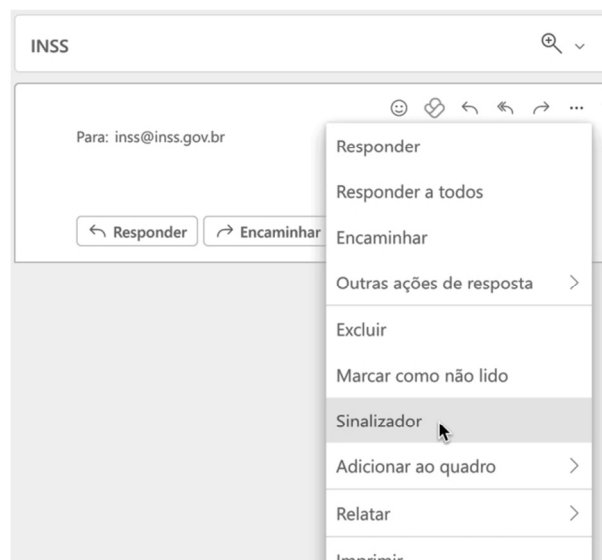 INSS
Para: inss@inss.gov.br
Responder
Encaminhar
Responder
Responder a todos
Encaminhar
Outras ações de resposta
Excluir
Marcar como não lido
Sinalizador
Adicionar ao quadro
Relatar
Imprimir